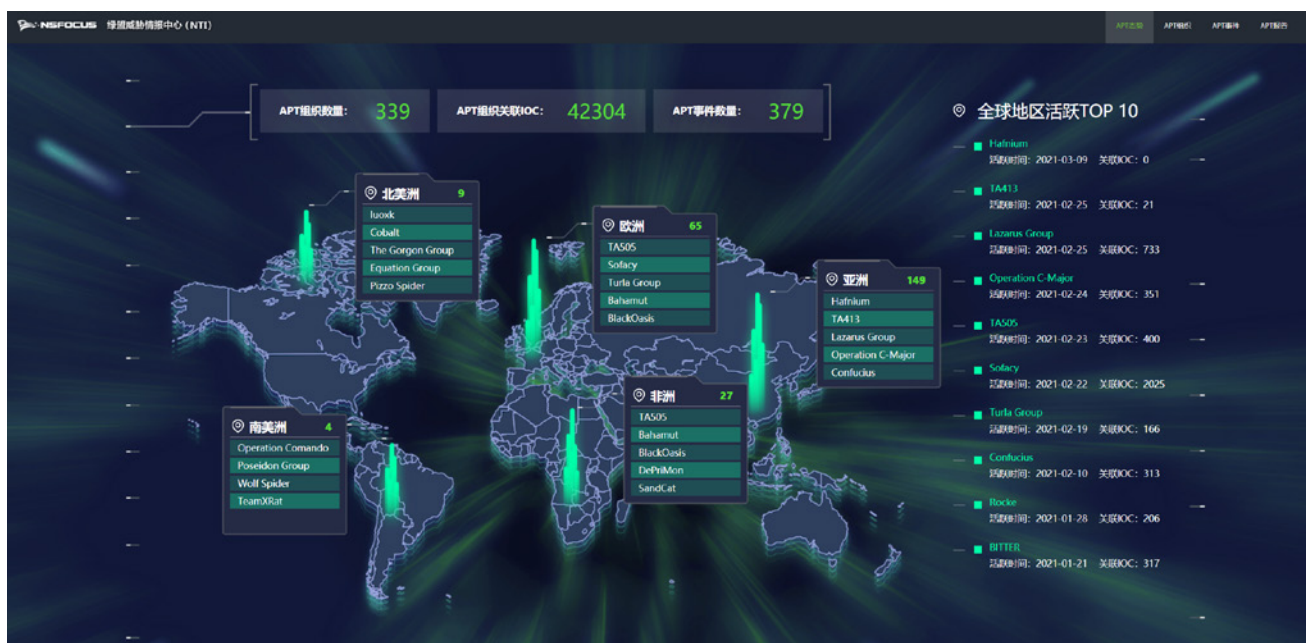 NSFOCUS 绿盟威胁情报中心 (NTI)
APT态势 APT组织 APT事件 APT报告
APT组织数量: 339 APT组织关联IOC: 42304 APT事件数量: 379
北美洲 9
luoxk
Cobalt
The Gorgon Group
Equation Group
Pizzo Spider
欧洲 65
TA505
Sofacy
Turla Group
Bahamut
BlackOasis
亚洲 149
Hafnium
TA413
Lazarus Group
Operation C-Major
Confucius
非洲 27
TA505
Bahamut
BlackOasis
DePriMon
SandCat
南美洲 4
Operation Comando
Poseidon Group
Wolf Spider
TeamXRat
全球地区活跃TOP 10
Hafnium
活跃时间: 2021-03-09 关联IOC: 0
TA413
活跃时间: 2021-02-25 关联IOC: 21
Lazarus Group
活跃时间: 2021-02-25 关联IOC: 733
Operation C-Major
活跃时间: 2021-02-24 关联IOC: 351
TA505
活跃时间: 2021-02-23 关联IOC: 400
Sofacy
活跃时间: 2021-02-22 关联IOC: 2025
Turla Group
活跃时间: 2021-02-19 关联IOC: 166
Confucius
活跃时间: 2021-02-10 关联IOC: 313
Rocke
活跃时间: 2021-01-28 关联IOC: 206
BITTER
活跃时间: 2021-01-21 关联IOC: 317